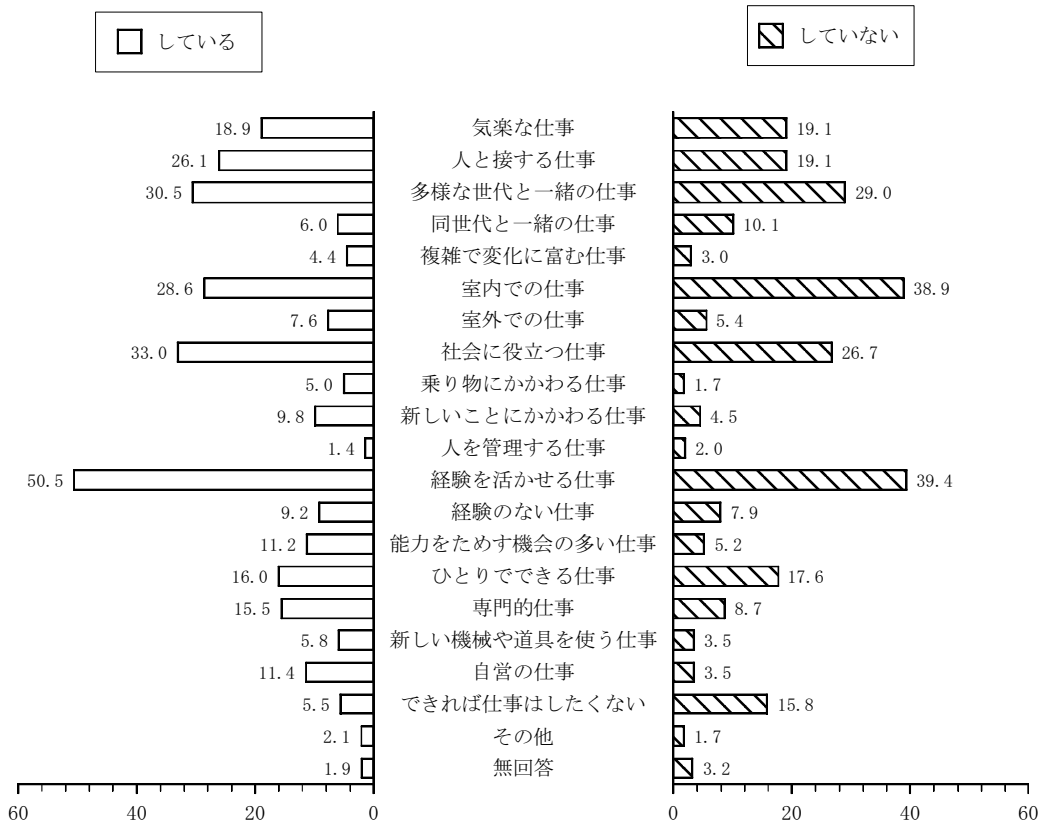 している
していない
18.9 気楽な仕事 19.1
26.1 人と接する仕事 19.1
30.5 多様な世代と一緒の仕事 29.0
6.0 同世代と一緒の仕事 10.1
4.4 複雑で変化に富む仕事 3.0
28.6 室内での仕事 38.9
7.6 室外での仕事 5.4
33.0 社会に役立つ仕事 26.7
5.0 乗り物にかかわる仕事 1.7
9.8 新しいことにかかわる仕事 4.5
1.4 人を管理する仕事 2.0
50.5 経験を活かせる仕事 39.4
9.2 経験のない仕事 7.9
11.2 能力をためす機会の多い仕事 5.2
16.0 ひとりでできる仕事 17.6
15.5 専門的仕事 8.7
5.8 新しい機械や道具を使う仕事 3.5
11.4 自営の仕事 3.5
5.5 できれば仕事はしたくない 15.8
2.1 その他 1.7
1.9 無回答 3.2
60 40 20 0 0 20 40 60